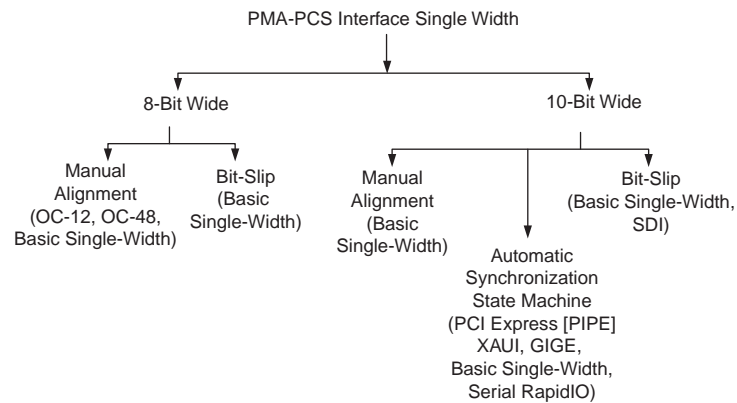 PMA-PCS Interface Single Width
8-Bit Wide
10-Bit Wide
Manual
Alignment
(OC-12, OC-48,
Basic Single-Width)
Bit-Slip
(Basic
Single-Width)
Manual
Alignment
(Basic
Single-Width)
Automatic
Synchronization
State Machine
(PCI Express [PIPE]
XAUI, GIGE,
Basic Single-Width,
Serial RapidIO)
Bit-Slip
(Basic Single-Width,
SDI)